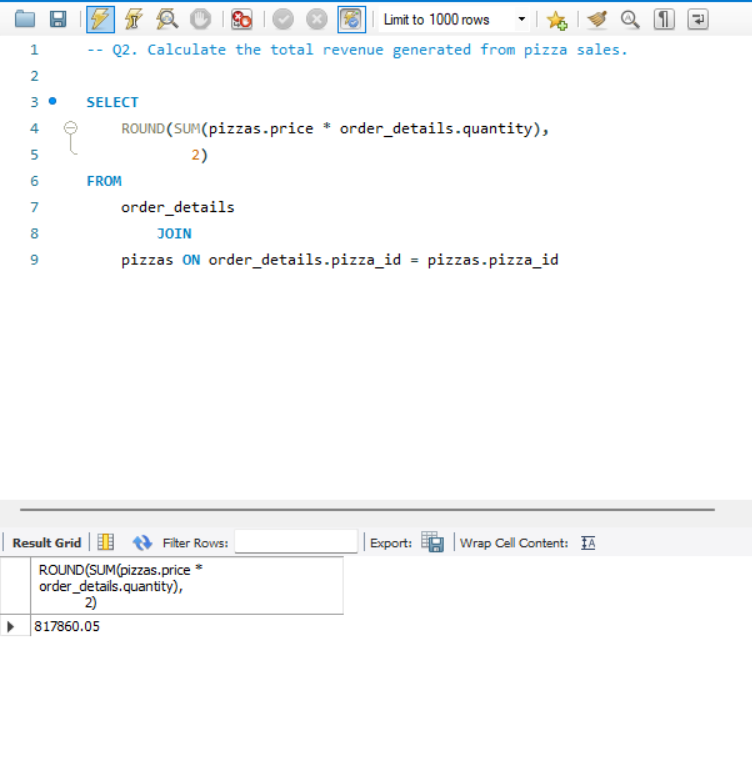 Limit to 1000 rows
1 -- Q2. Calculate the total revenue generated from pizza sales.
2
3 SELECT
4 ROUND(SUM(pizzas.price * order_details.quantity),
5 2)
6 FROM
7 order_details
8 JOIN
9 pizzas ON order_details.pizza_id = pizzas.pizza_id
Result Grid Filter Rows: Export: Wrap Cell Content: IA
ROUND(SUM(pizzas.price *
order_details.quantity),
2)
817860.05